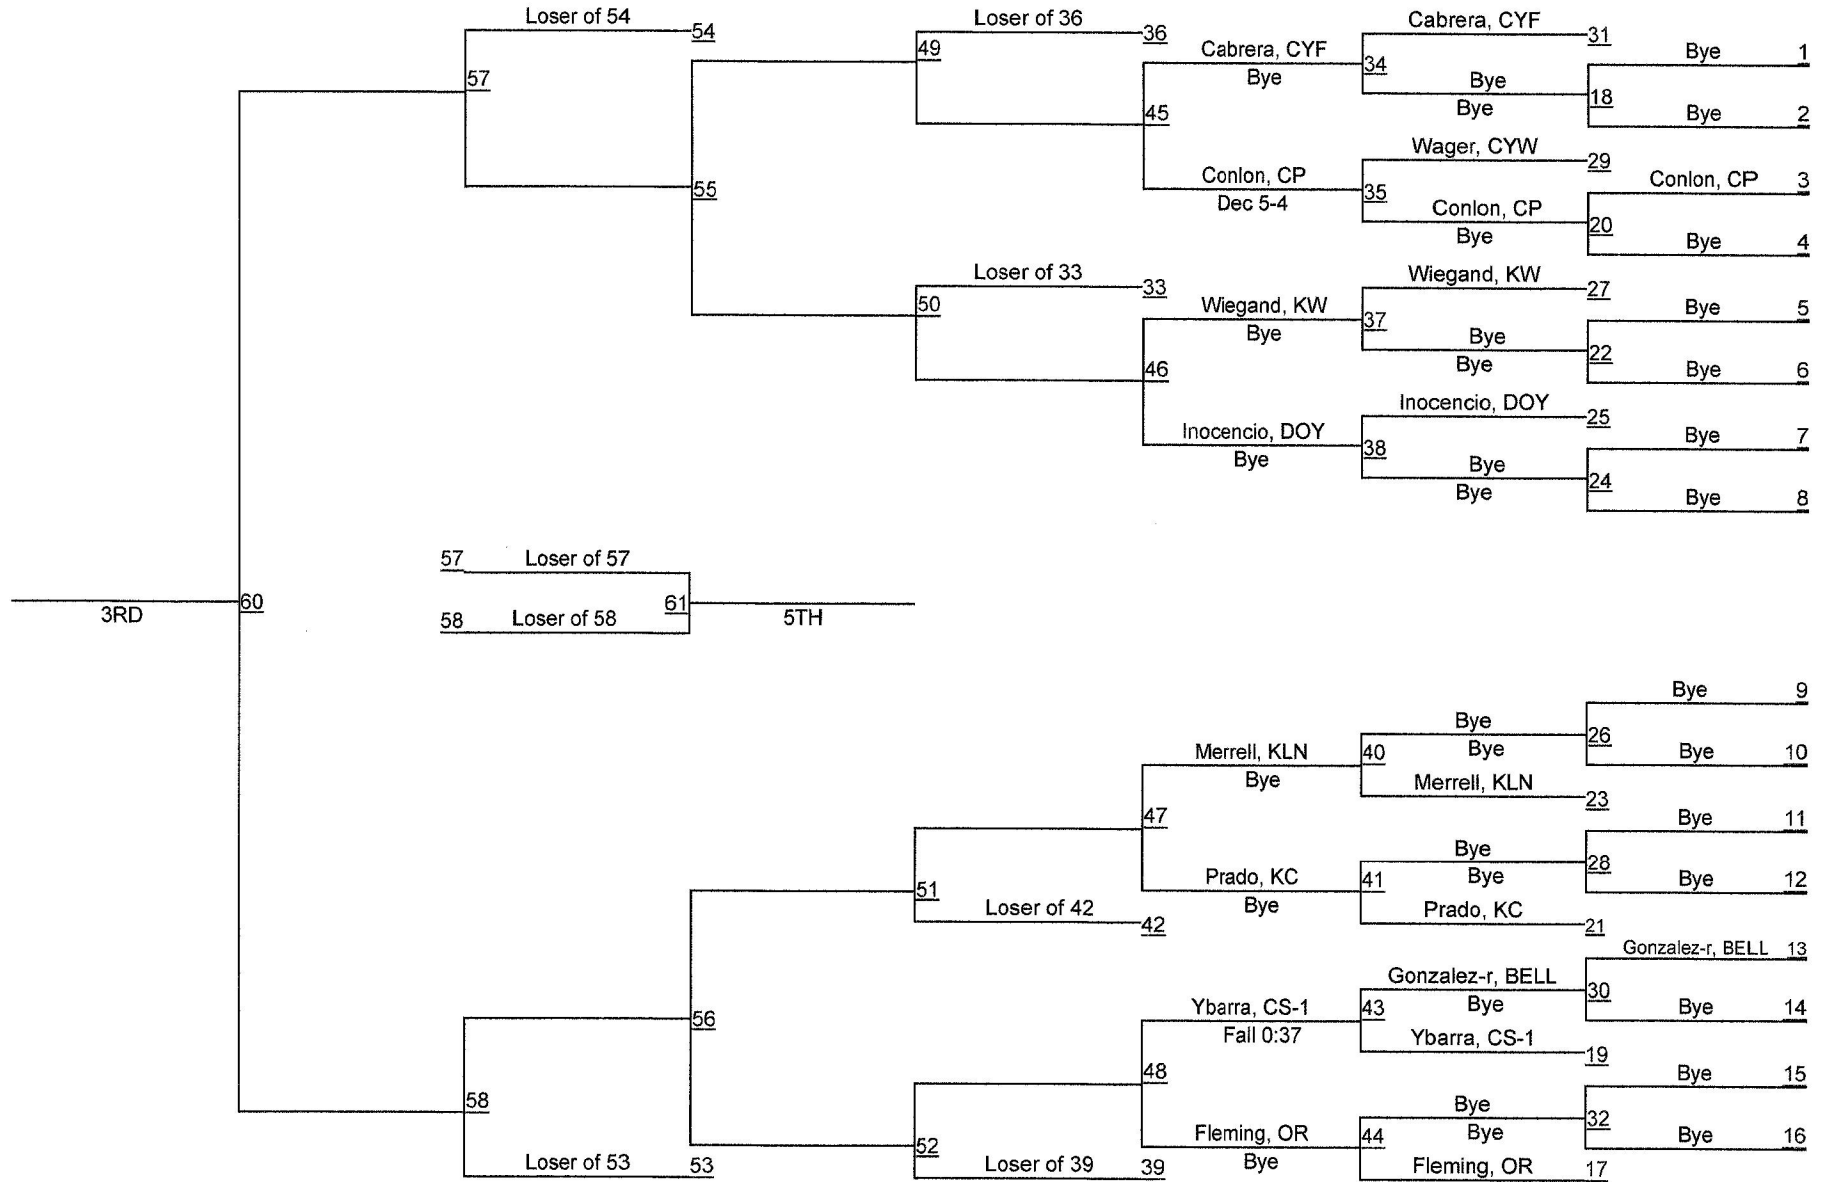 Loser of 54
54
57
55
49
Loser of 36
36
45
Cabrera, CYF
Bye
34
Cabrera, CYF
31
Bye
Bye
18
Bye
1
Bye
2
Conlon, CP
Dec 5-4
35
Wager, CYW
29
Conlon, CP
Bye
20
Conlon, CP
3
Bye
4
50
Loser of 33
33
46
Wiegand, KW
Bye
37
Wiegand, KW
27
Bye
Bye
22
Bye
5
Bye
6
Inocencio, DOY
Bye
38
Inocencio, DOY
25
Bye
Bye
24
Bye
7
Bye
8
57
Loser of 57
58
Loser of 58
61
5TH
3RD
60
47
Merrell, KLN
Bye
40
Bye
Bye
26
Bye
9
Bye
10
Merrell, KLN
23
51
Loser of 42
42
Prado, KC
Bye
41
Bye
Bye
28
Bye
11
Bye
12
Prado, KC
21
56
48
Ybarra, CS-1
Fall 0:37
43
Gonzalez-r, BELL
Bye
30
Gonzalez-r, BELL
13
Bye
14
Ybarra, CS-1
19
58
Loser of 53
53
52
Loser of 39
39
Fleming, OR
Bye
44
Bye
Bye
32
Bye
15
Bye
16
Fleming, OR
17